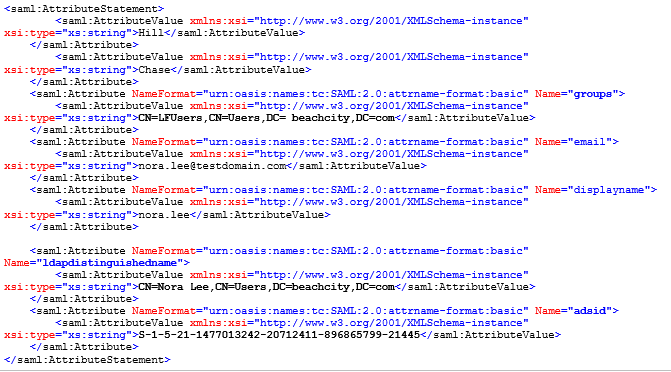 <saml:AttributeStatement>
<saml:AttributeValue xmlns:xsi="http://www.w3.org/2001/XMLSchema-instance"
xsi:type="xs:string">Hill</saml:AttributeValue>
</saml:Attribute>
<saml:AttributeValue xmlns:xsi="http://www.w3.org/2001/XMLSchema-instance"
xsi:type="xs:string">Chase</saml:AttributeValue>
</saml:Attribute>
<saml:Attribute NameFormat="urn:oasis:names:tc:SAML:2.0:attrname-format:basic" Name="groups">
<saml:AttributeValue xmlns:xsi="http://www.w3.org/2001/XMLSchema-instance"
xsi:type="xs:string">CN=LFUsers,CN=Users,DC= beachcity,DC=com</saml:AttributeValue>
</saml:Attribute>
<saml:Attribute NameFormat="urn:oasis:names:tc:SAML:2.0:attrname-format:basic" Name="email">
<saml:AttributeValue xmlns:xsi="http://www.w3.org/2001/XMLSchema-instance"
xsi:type="xs:string">nora.lee@testdomain.com</saml:AttributeValue>
</saml:Attribute>
<saml:Attribute NameFormat="urn:oasis:names:tc:SAML:2.0:attrname-format:basic" Name="displayname">
<saml:AttributeValue xmlns:xsi="http://www.w3.org/2001/XMLSchema-instance"
xsi:type="xs:string">nora.lee</saml:AttributeValue>
</saml:Attribute>
<saml:Attribute NameFormat="urn:oasis:names:tc:SAML:2.0:attrname-format:basic"
Name="ldapdistinguishedname">
<saml:AttributeValue xmlns:xsi="http://www.w3.org/2001/XMLSchema-instance"
xsi:type="xs:string">CN=Nora Lee,CN=Users,DC=beachcity,DC=com</saml:AttributeValue>
</saml:Attribute>
<saml:Attribute NameFormat="urn:oasis:names:tc:SAML:2.0:attrname-format:basic" Name="adsid">
<saml:AttributeValue xmlns:xsi="http://www.w3.org/2001/XMLSchema-instance"
xsi:type="xs:string">S-1-5-21-1477013242-20712411-896865799-21445</saml:AttributeValue>
</saml:Attribute>
</saml:AttributeStatement>